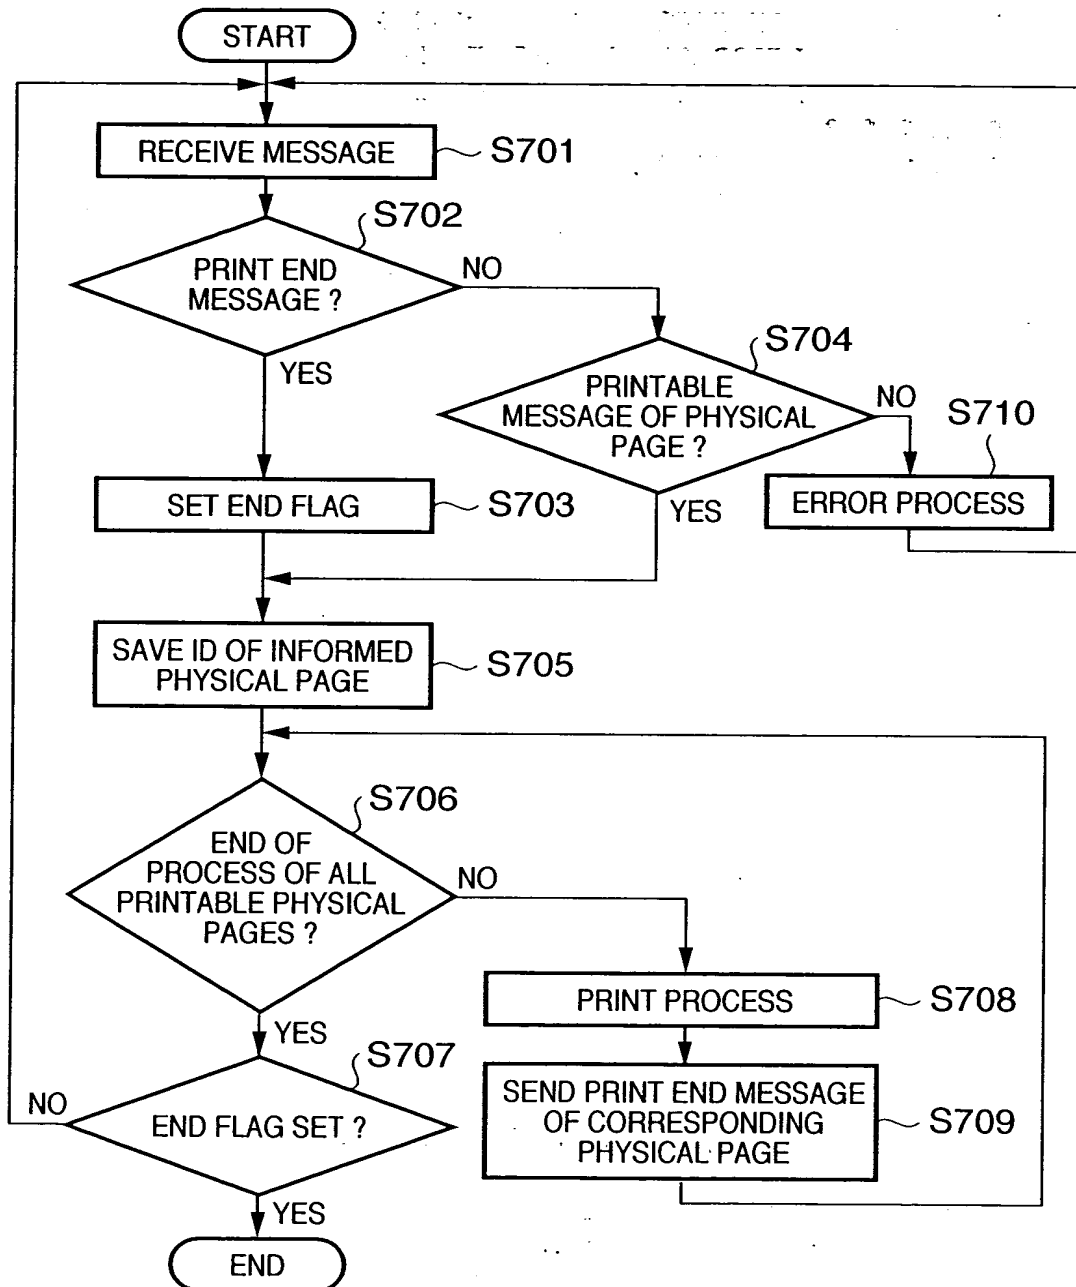 START
RECEIVE MESSAGE
S701
S702
PRINT END
MESSAGE ?
NO
YES
S704
PRINTABLE
MESSAGE OF PHYSICAL
PAGE ?
NO
YES
S710
ERROR PROCESS
SET END FLAG
S703
SAVE ID OF INFORMED
PHYSICAL PAGE
S705
S706
END OF
PROCESS OF ALL
PRINTABLE PHYSICAL
PAGES ?
NO
YES
PRINT PROCESS
S708
S707
END FLAG SET ?
NO
YES
SEND PRINT END MESSAGE
OF CORRESPONDING
PHYSICAL PAGE
S709
END